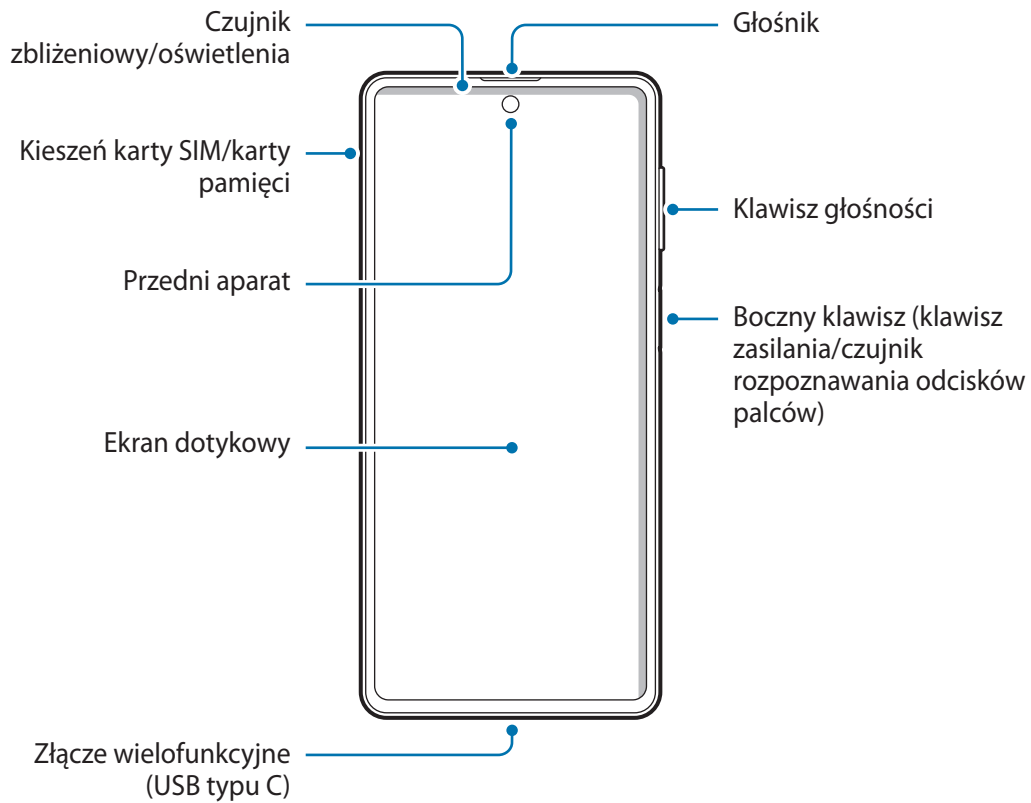 Czujnik
zbliżeniowy/oświetlenia
Głośnik
Kieszeń karty SIM/karty
pamięci
Klawisz głośności
Przedni aparat
Boczny klawisz (klawisz
zasilania/czujnik
rozpoznawania odcisków
palców)
Ekran dotykowy
Złącze wielofunkcyjne
(USB typu C)